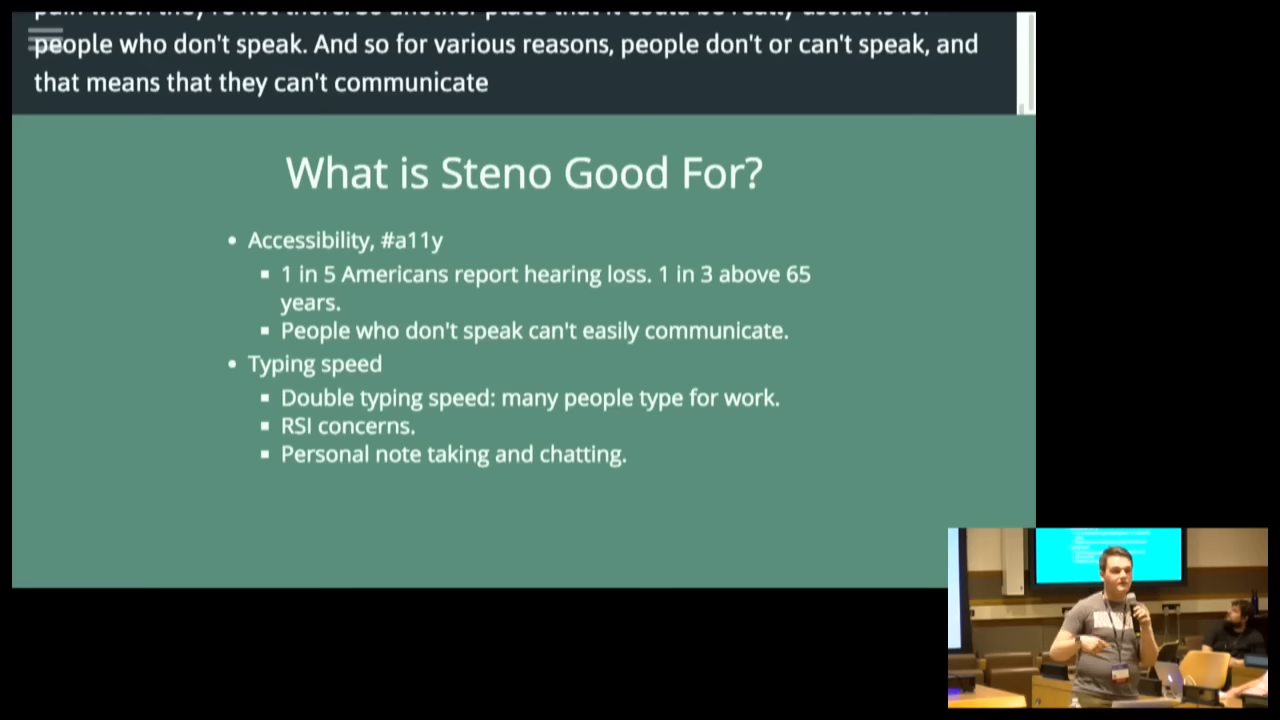 people who don't speak. And so for various reasons, people don't or can't speak, and
that means that they can't communicate
What is Steno Good For?
• Accessibility, #a11y
▪ 1 in 5 Americans report hearing loss. 1 in 3 above 65
years.
▪ People who don't speak can't easily communicate.
• Typing speed
▪ Double typing speed: many people type for work.
▪ RSI concerns.
▪ Personal note taking and chatting.